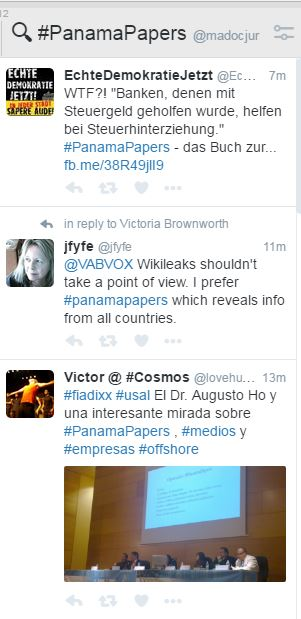 12
#PanamaPapers @madocjur
ECHTE
DEMOKRATIE
JETZT!
IN JEDER STADT
SAPERE AUDE!
EchteDemokratieJetzt @Ec... 7m
WTF?! "Banken, denen mit
Steuergeld geholfen wurde, helfen
bei Steuerhinterziehung."
#PanamaPapers - das Buch zur...
fb.me/38R49jlI9
in reply to Victoria Brownworth
jfyfe @jfyfe 11m
@VABVOX Wikileaks shouldn't
take a point of view. I prefer
#panamapapers which reveals info
from all countries.
Victor @ #Cosmos @lovehu... 13m
#fiadixx #usal El Dr. Augusto Ho y
una interesante mirada sobre
#PanamaPapers , #medios y
#empresas #offshore